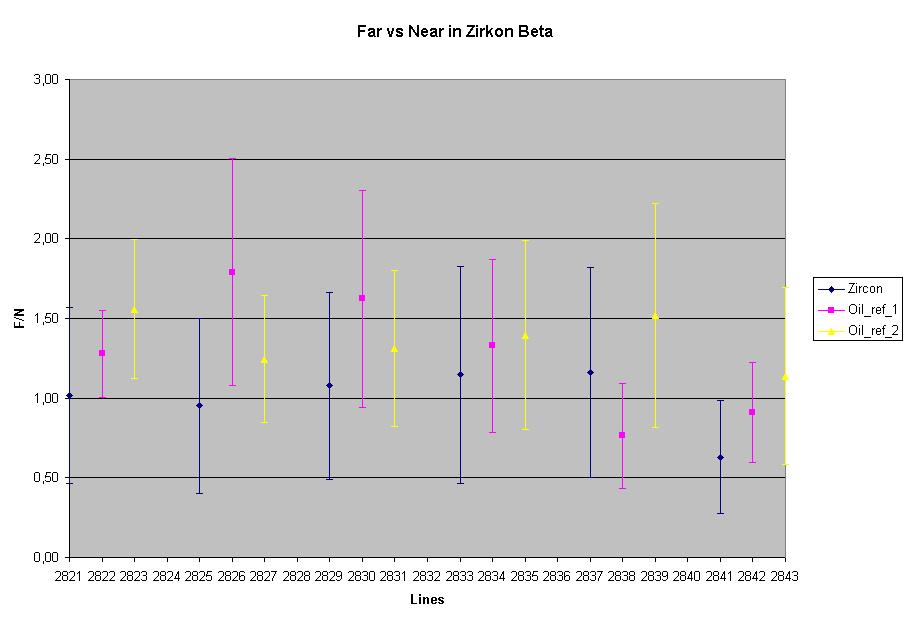 Far vs Near in Zirkon Beta
3,00
2,50
2,00
1,50
1,00
0,50
0,00
F/N
2821 2822 2823 2824 2825 2826 2827 2828 2829 2830 2831 2832 2833 2834 2835 2836 2837 2838 2839 2840 2841 2842 2843
Lines
Zircon
Oil_ref_1
Oil_ref_2